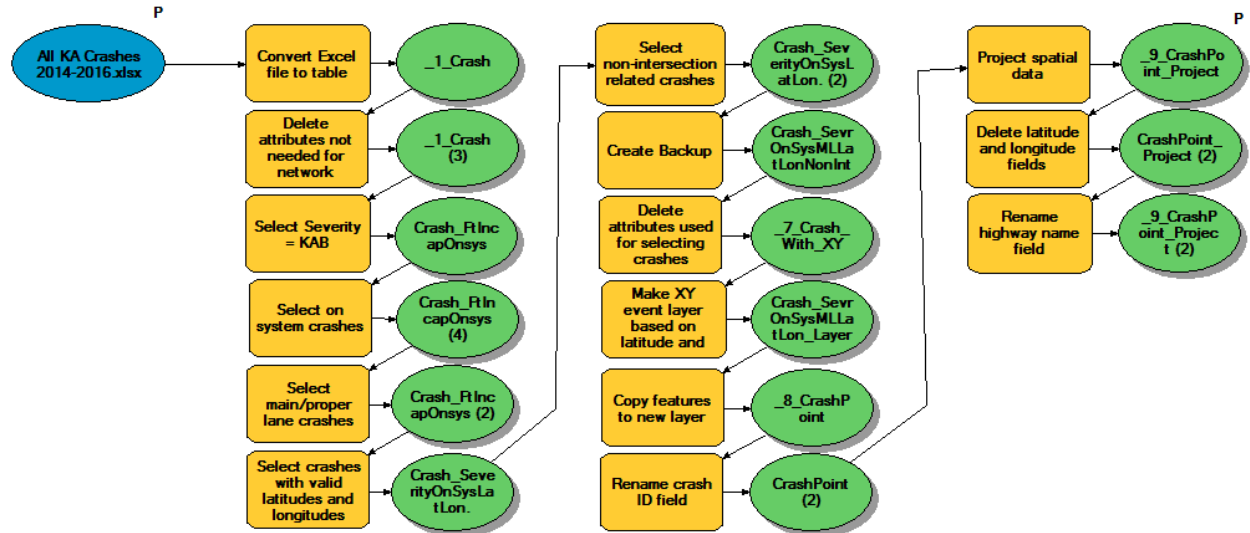 P
All KA Crashes
2014-2016.xlsx
Convert Excel
file to table
_1_Crash
Delete
attributes not
needed for
network
_1_Crash
(3)
Select Severity
= KAB
Crash_FtIncap
apOnsys
Select on
system crashes
Crash_FtIn
capOnsys
(4)
Select
main/proper
lane crashes
Crash_FtInc
apOnsys (2)
Select crashes
with valid
latitudes and
longitudes
Crash_Seve
rityOnSysLa
tLon.
Select
non-intersection
related crashes
Crash_Sev
erityOnSysL
atLon. (2)
Create Backup
Crash_SevrO
nSysMLLa
tLonNonInt
Delete
attributes used
for selecting
crashes
_7_Crash_
With_XY
Make XY
event layer
based on
latitude and
Crash_Sevr
OnSysMLLa
tLon_Layer
Copy features
to new layer
_8_CrashP
oint
Rename crash
ID field
CrashPoint
(2)
P
Project spatial
data
_9_CrashPo
int_Project
Delete latitude
and longitude
fields
CrashPoint_
Project (2)
Rename
highway name
field
_9_CrashP
oint_Projec
t (2)